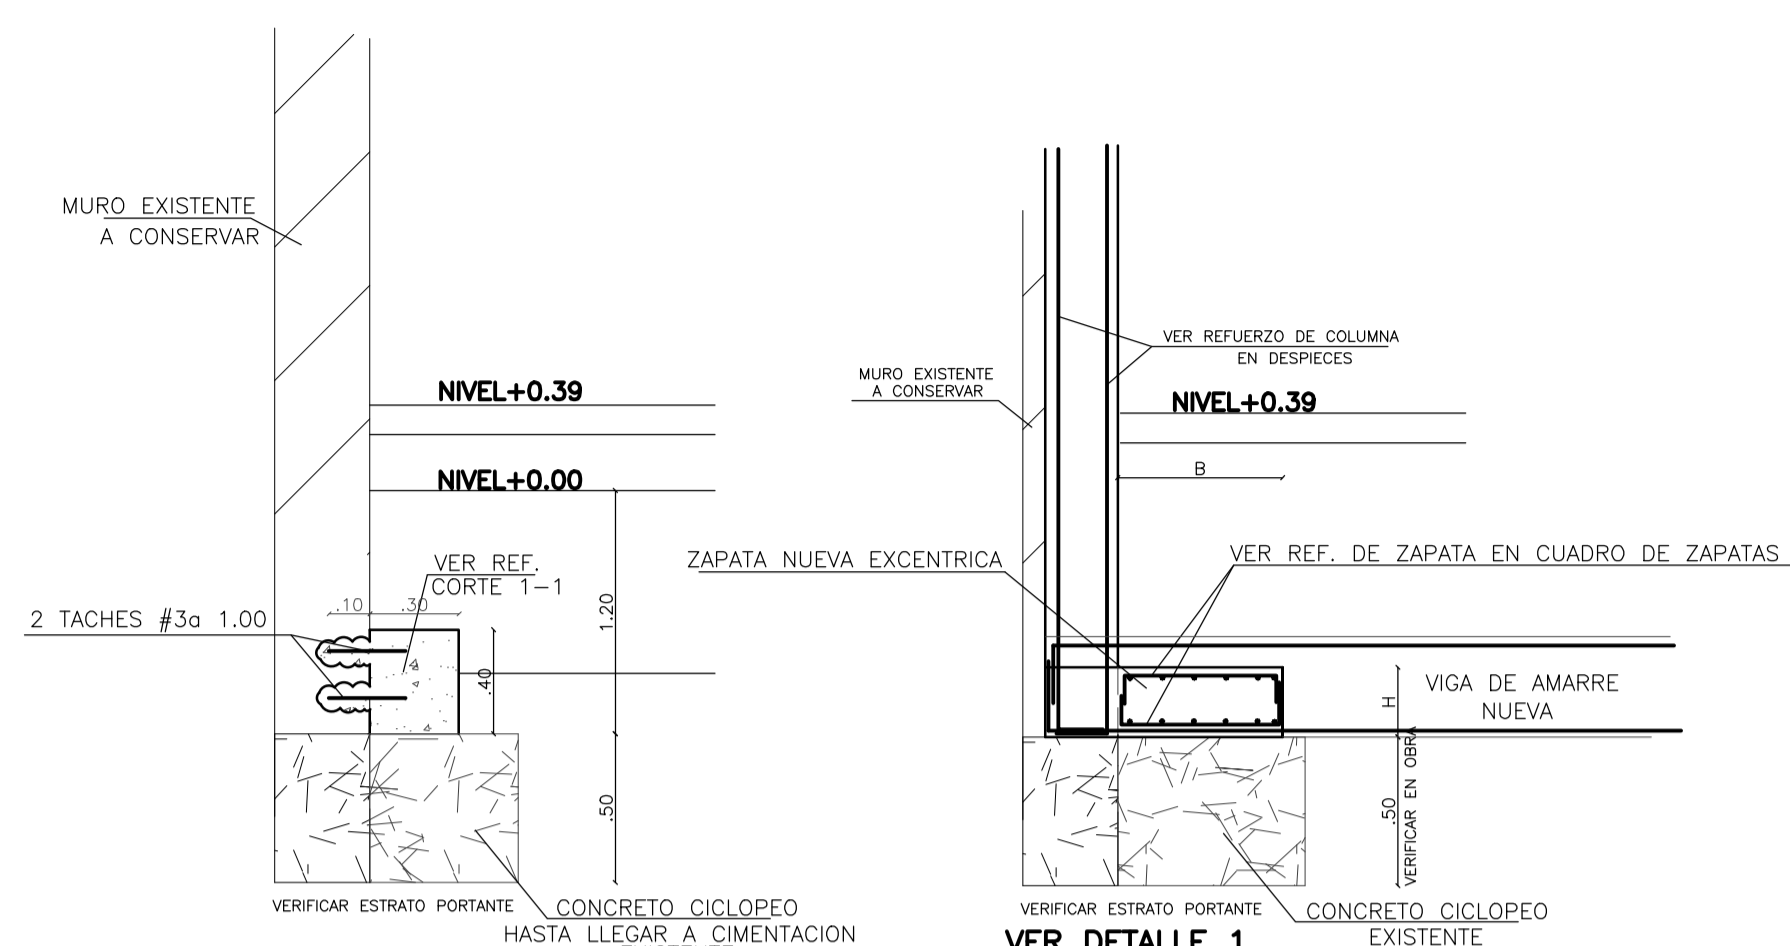 MURO EXISTENTE
A CONSERVAR
NIVEL+0.39
NIVEL+0.00
VER REF.
CORTE 1-1
.10
.30
2 TACHES #3a 1.00
.40
1.20
.50
VERIFICAR ESTRATO PORTANTE
CONCRETO CICLOPEO
HASTA LLEGAR A CIMENTACION
VER REFUERZO DE COLUMNA
EN DESPIECES
MURO EXISTENTE
A CONSERVAR
NIVEL+0.39
B
ZAPATA NUEVA EXCENTRICA
VER REF. DE ZAPATA EN CUADRO DE ZAPATAS
VIGA DE AMARRE
NUEVA
H
.50
VERIFICAR EN OBRA
VERIFICAR ESTRATO PORTANTE
CONCRETO CICLOPEO
EXISTENTE
VER DETALLE 1